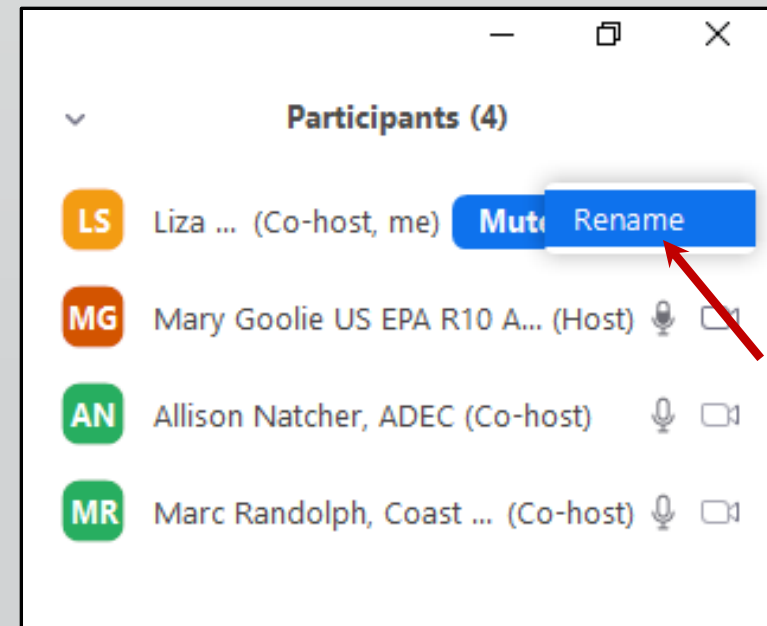 Participants (4)
LS Liza ... (Co-host, me) Mute Rename
MG Mary Goolie US EPA R10 A... (Host)
AN Allison Natcher, ADEC (Co-host)
MR Marc Randolph, Coast ... (Co-host)